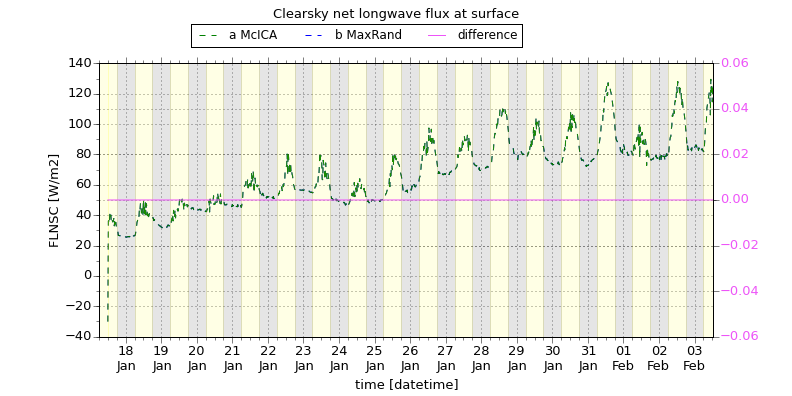 Clearsky net longwave flux at surface
a McICA b MaxRand difference
140
120
100
80
60
40
20
0
−20
−40
FLNSC [W/m2]
0.06
0.04
0.02
0.00
−0.02
−0.04
−0.06
18 19 20 21 22 23 24 25 26 27 28 29 30 31 01 02 03
Jan Jan Jan Jan Jan Jan Jan Jan Jan Jan Jan Jan Jan Jan Feb Feb Feb
time [datetime]